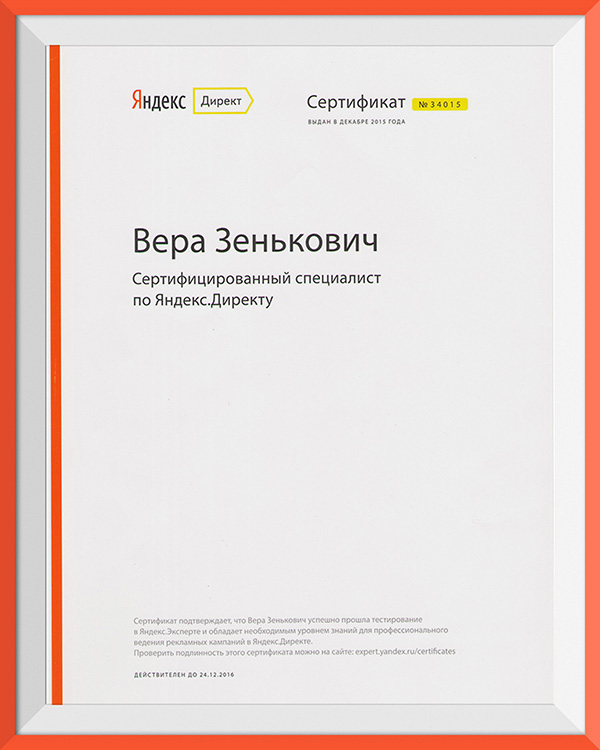 Яндекс Директ
Сертификат №34015
ВЫДАН В ДЕКАБРЕ 2015 ГОДА
Вера Зенькович
Сертифицированный специалист
по Яндекс.Директу
Сертификат подтверждает, что Вера Зенькович успешно прошла тестирование
в Яндекс.Эксперте и обладает необходимым уровнем знаний для профессионального
ведения рекламных кампаний в Яндекс.Директе.
Проверить подлинность этого сертификата можно на сайте: expert.yandex.ru/certificates
ДЕЙСТВИТЕЛЕН ДО 24.12.2016